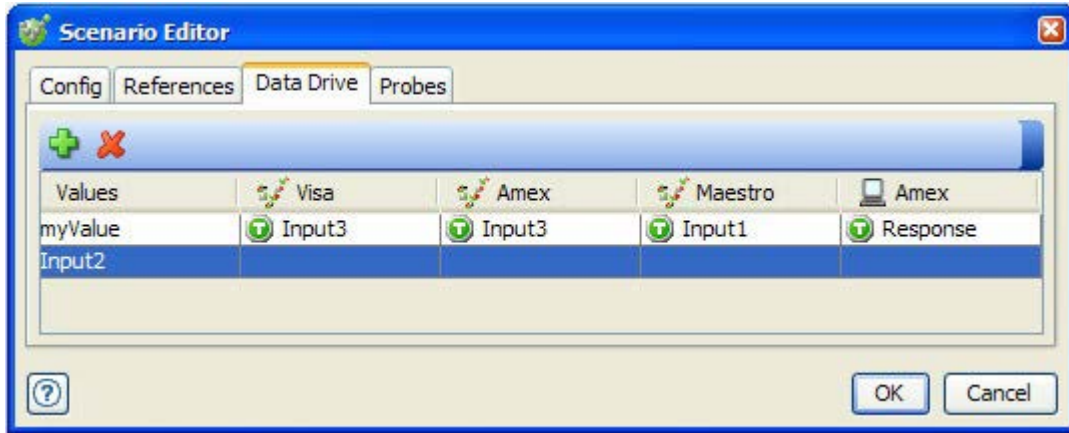 Scenario Editor
Config References Data Drive Probes
Values Visa Amex Maestro Amex
myValue T Input3 T Input3 T Input1 T Response
Input2
? OK Cancel